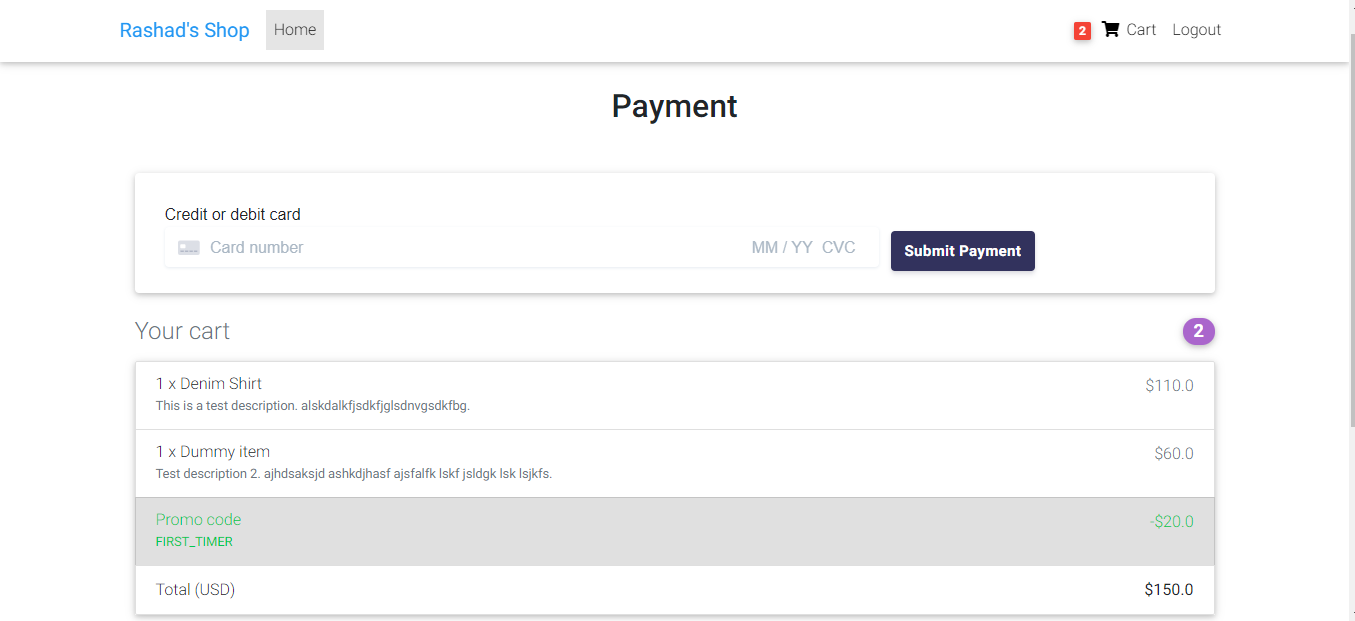 Rashad's Shop Home 2 Cart Logout
Payment
Credit or debit card
Card number MM / YY CVC Submit Payment
Your cart 2
1 x Denim Shirt $110.0
This is a test description. alskdalkfjsdkfjglsdnvgsdkfbg.
1 x Dummy item $60.0
Test description 2. ajhdsaksjd ashkdjhasf ajsfalfk lskf jsldgk lsk lsjkfs.
Promo code -$20.0
FIRST_TIMER
Total (USD) $150.0